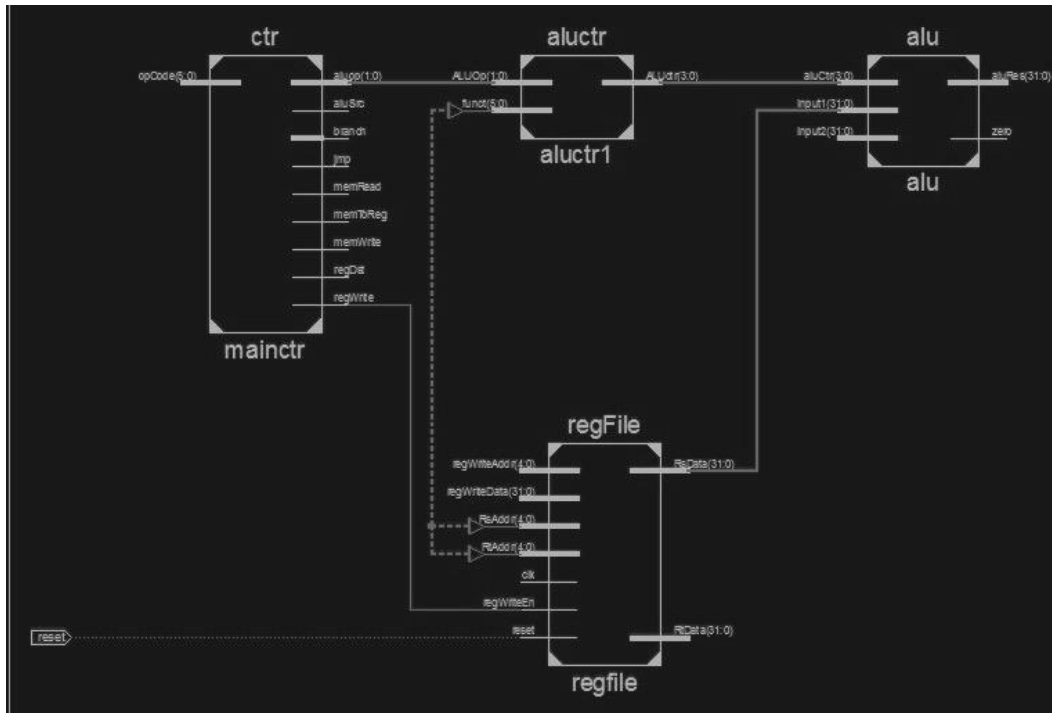 ctr
opCode(5:0)
aluop(1:0)
aluSrc
branch
jmp
memRead
memToReg
memWrite
regDst
regWrite
mainctr
aluctr
ALUOp(1:0)
funct(5:0)
ALUctr(3:0)
aluctr1
alu
aluCtr(3:0)
input1(31:0)
input2(31:0)
aluRes(31:0)
zero
alu
regFile
regWriteAddr(4:0)
regWriteData(31:0)
RsAddr(4:0)
RtAddr(4:0)
clk
regWriteEn
reset
RsData(31:0)
RtData(31:0)
regfile
reset